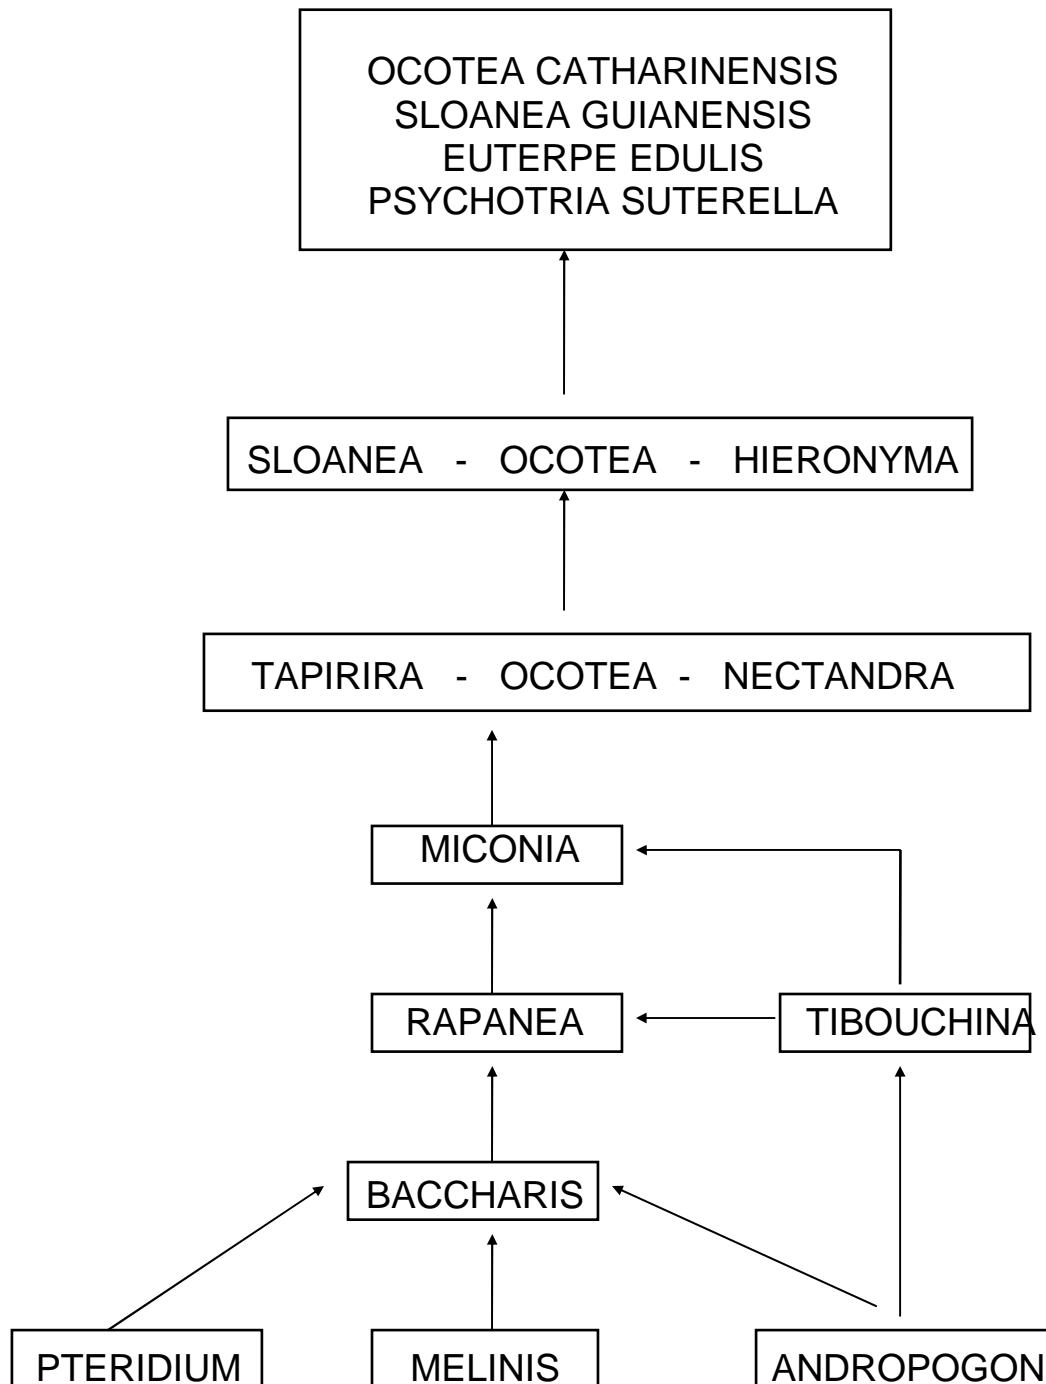 OCOTEA CATHARINENSIS
SLOANEA GUIANENSIS
EUTERPE EDULIS
PSYCHOTRIA SUTERELLA
SLOANEA - OCOTEA - HIERONYMA
TAPIRIRA - OCOTEA - NECTANDRA
MICONIA
RAPANEA TIBOUCHINA
BACCHARIS
PTERIDIUM MELINIS ANDROPOGON